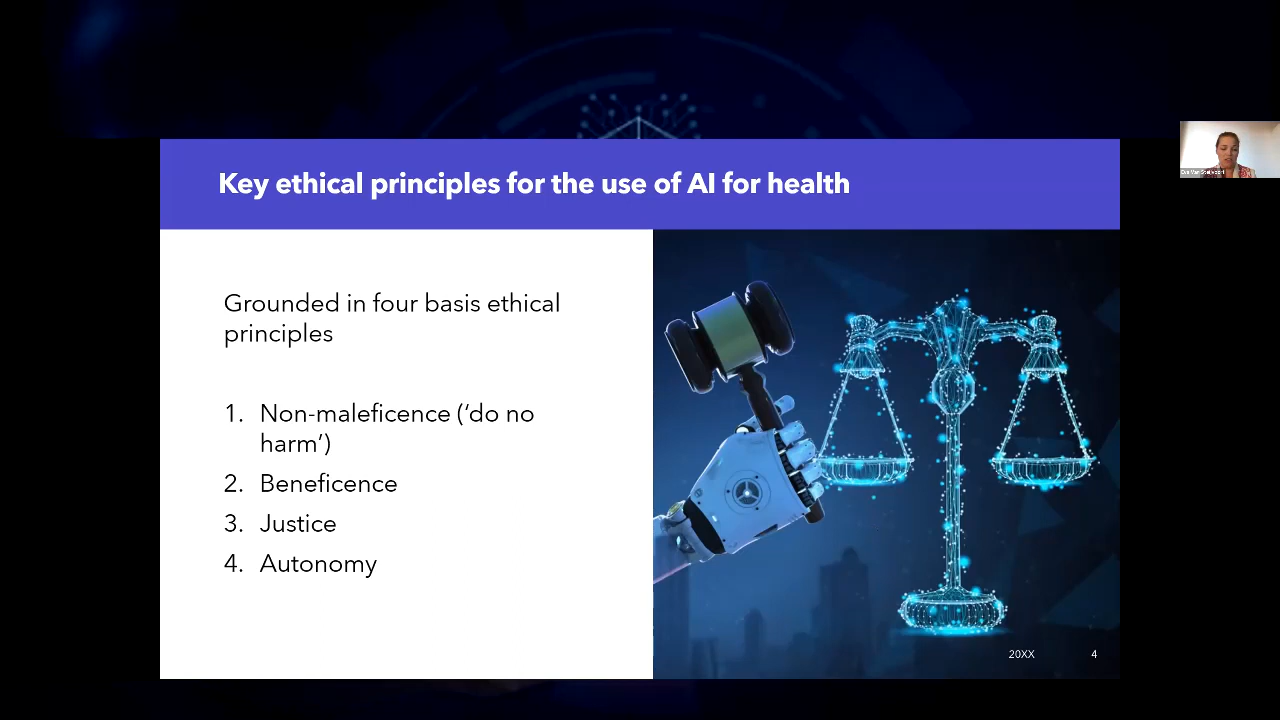 Key ethical principles for the use of AI for health
Grounded in four basis ethical
principles
1. Non-maleficence (‘do no
harm’)
2. Beneficence
3. Justice
4. Autonomy
20XX
4